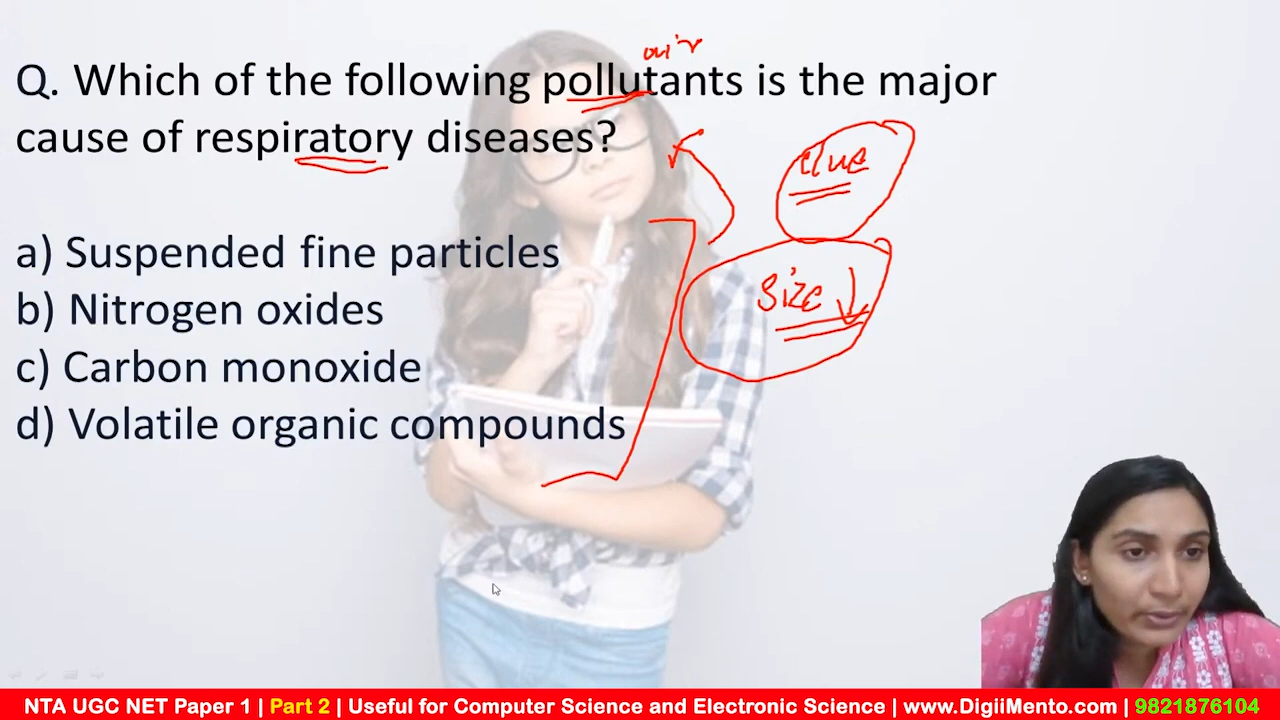 air
Q. Which of the following pollutants is the major
cause of respiratory diseases?
clue
size ↓
a) Suspended fine particles
b) Nitrogen oxides
c) Carbon monoxide
d) Volatile organic compounds
NTA UGC NET Paper 1 | Part 2 | Useful for Computer Science and Electronic Science | www.DigiiMento.com | 9821876104